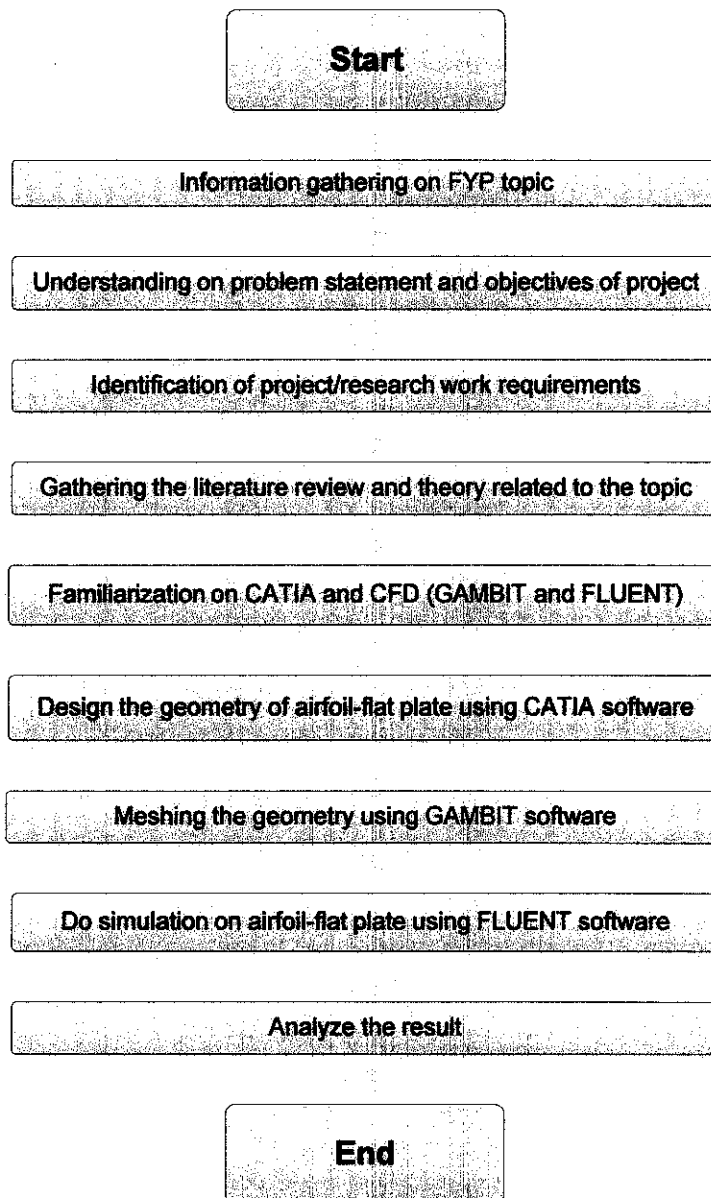 Start
Information gathering on FYP topic
Understanding on problem statement and objectives of project
Identification of project/research work requirements
Gathering the literature review and theory related to the topic
Familiarization on CATIA and CFD (GAMBIT and FLUENT)
Design the geometry of airfoil-flat plate using CATIA software
Meshing the geometry using GAMBIT software
Do simulation on airfoil-flat plate using FLUENT software
Analyze the result
End